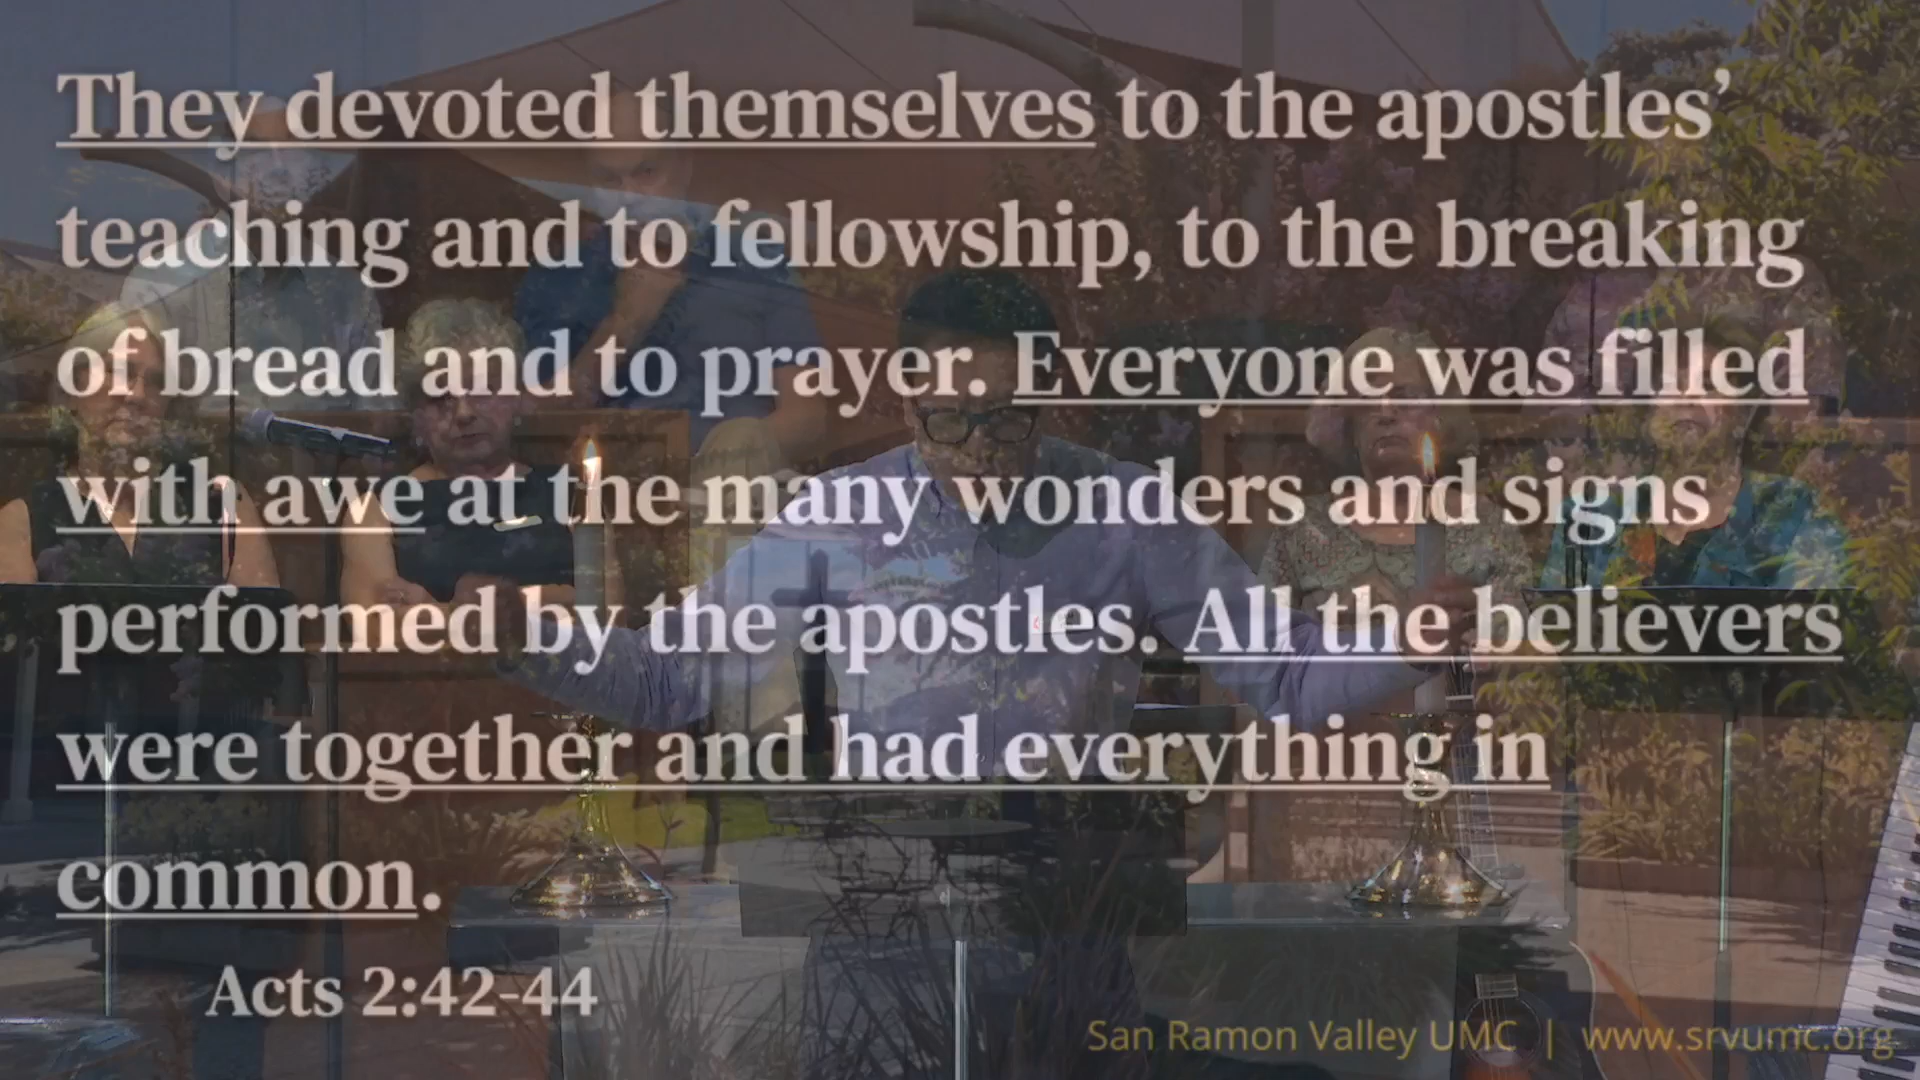 They devoted themselves to the apostles’
teaching and to fellowship, to the breaking
of bread and to prayer. Everyone was filled
with awe at the many wonders and signs
performed by the apostles. All the believers
were together and had everything in
common.
Acts 2:42-44
San Ramon Valley UMC | www.srvumc.org